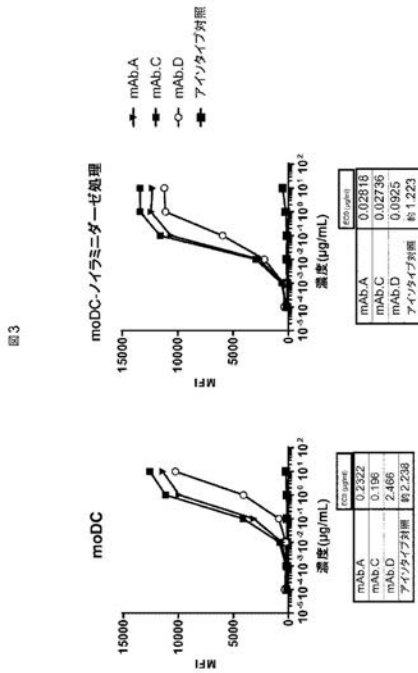 図3
moDC
15000
10000
5000
0
MFI
10-5 10-4 10-3 10-2 10-1 100 101 102
濃度(μg/mL)
EC0 (μg/ml)
mAb.A 0.2322
mAb.C 0.196
mAb.D 2.466
アイソタイプ対照 約2.238
moDC-ノイラミニダーゼ処理
15000
10000
5000
0
MFI
10-5 10-4 10-3 10-2 10-1 100 101 102
濃度(μg/mL)
mAb.A
mAb.C
mAb.D
アイソタイプ対照
EC0 (μg/ml)
mAb.A 0.02818
mAb.C 0.02736
mAb.D 0.0925
アイソタイプ対照 約1.223